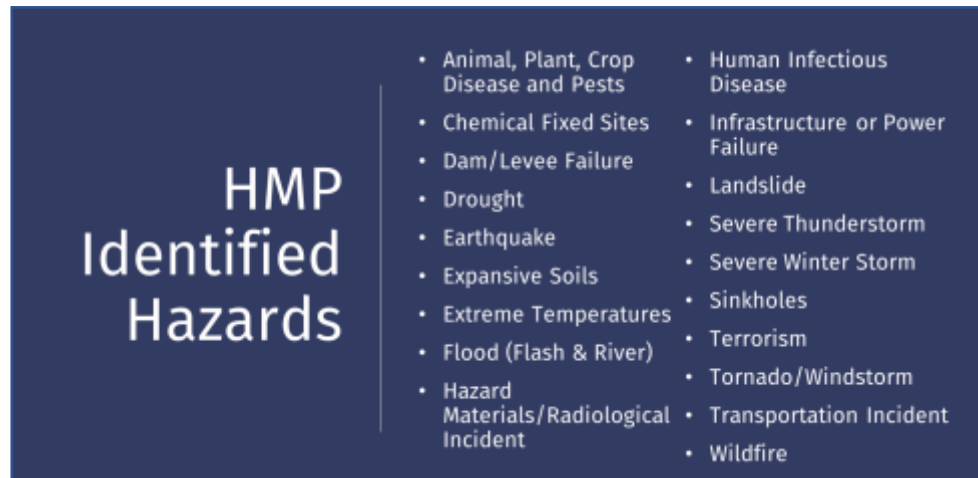 HMP
Identified
Hazards
• Animal, Plant, Crop
Disease and Pests
• Chemical Fixed Sites
• Dam/Levee Failure
• Drought
• Earthquake
• Expansive Soils
• Extreme Temperatures
• Flood (Flash & River)
• Hazard
Materials/Radiological
Incident
• Human Infectious
Disease
• Infrastructure or Power
Failure
• Landslide
• Severe Thunderstorm
• Severe Winter Storm
• Sinkholes
• Terrorism
• Tornado/Windstorm
• Transportation Incident
• Wildfire